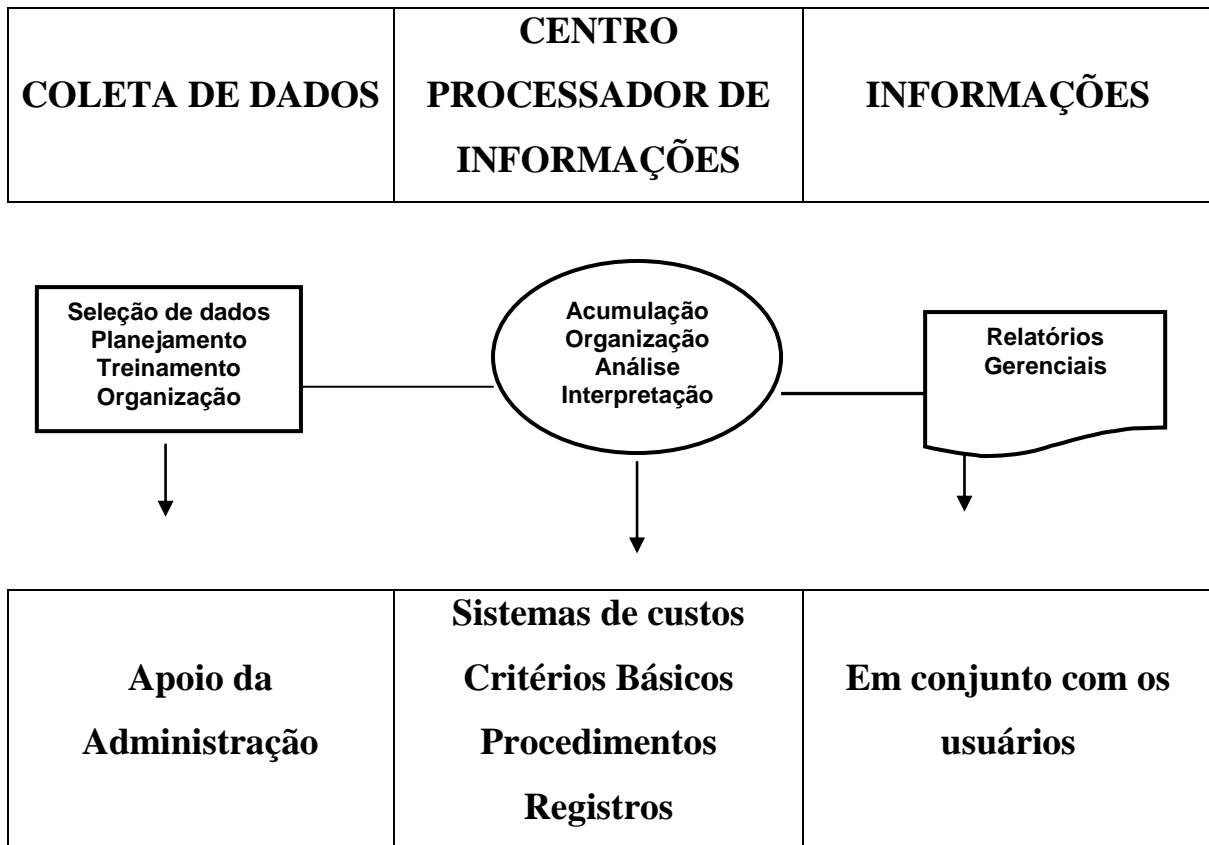 COLETA DE DADOS
CENTRO
PROCESSADOR DE
INFORMAÇÕES
INFORMAÇÕES
Seleção de dados
Planejamento
Treinamento
Organização
Acumulação
Organização
Análise
Interpretação
Relatórios
Gerenciais
Apoio da
Administração
Sistemas de custos
Critérios Básicos
Procedimentos
Registros
Em conjunto com os
usuários